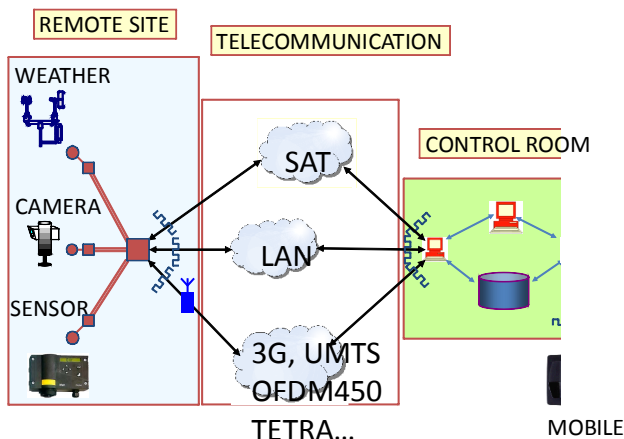 REMOTE SITE
TELECOMMUNICATION
WEATHER
SAT
CONTROL ROOM
CAMERA
LAN
SENSOR
3G, UMTS
OFDM450
TETRA...
MOBILE